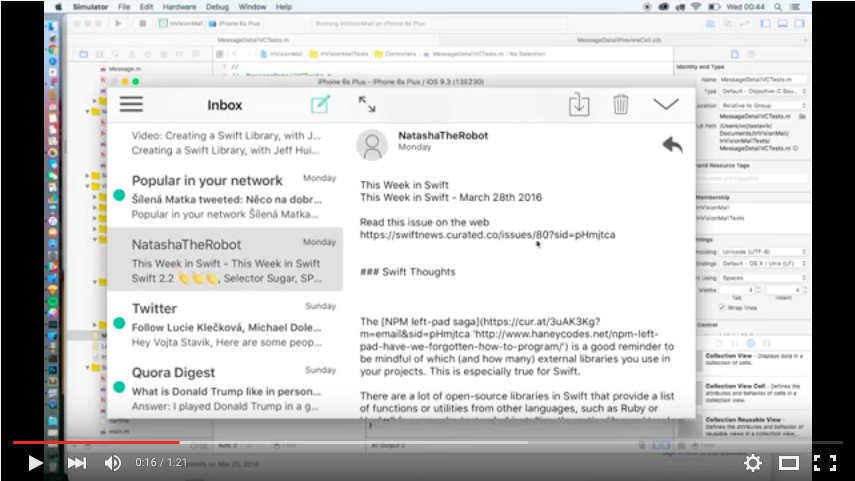 Simulator File Edit Hardware Debug Window Help
Wed 00:44
InVisionMail iPhone 6s Plus
Running InVisionMail on iPhone 6s Plus
MessageDetailVCTests.m
MessageDetailPreviewCell.xib
InVisionMail InVisionMailTests Controllers MessageDetailVCTests.m No Selection
Message.m
iPhone 6s Plus - iPhone 6s Plus / iOS 9.3 (13E230)
Inbox
Video: Creating a Swift Library, with J...
Creating a Swift Library, with Jeff Hui...
Popular in your network Monday
Šílená Matka tweeted: Něco na dobr...
Popular in your network Šílená Matka...
NatashaTheRobot Monday
This Week in Swift - This Week in Swift
Swift 2.2 👏👏👏, Selector Sugar, SP...
Twitter Sunday
Follow Lucie Klečková, Michael Dole...
Hey Vojta Stavik, Here are some peop...
Quora Digest Sunday
What is Donald Trump like in person...
Answer: I played Donald Trump in a g...
NatashaTheRobot
Monday
This Week in Swift
This Week in Swift - March 28th 2016
Read this issue on the web
https://swiftnews.curated.co/issues/80?sid=pHmjtca
### Swift Thoughts
The [NPM left-pad saga](https://cur.at/3uAK3Kg?
m=email&sid=pHmjtca 'http://www.haneycodes.net/npm-left-
pad-have-we-forgotten-how-to-program/') is a good reminder to
be mindful of which (and how many) external libraries you use in
your projects. This is especially true for Swift.
There are a lot of open-source libraries in Swift that provide a list
of functions or utilities from other languages, such as Ruby or
Identity and Type
Name MessageDetailVCTests.m
Type Default - Objective-C Sou...
Location Relative to Group
MessageDetailVCTests.m
Full Path /Users/vojtastavik/
Documents/InVisionMail/
InVisionMailTests/
MessageDetailVCTests.m
Demand Resource Tags
Membership
InVisionMail
InVisionMailTests
Settings
Unicode (UTF-8)
Default - OS X / Unix (LF)
Spaces
Widths 4 4
Tab Indent
Wrap lines
Control
Collection View - Displays data in a
collection of cells.
Collection View Cell - Defines the
attributes and behavior of cells in a
collection view.
Collection Reusable View -
Defines the attributes and behavior of
reusable views in a
main.m
Auto
All Output
0:16 / 1:21